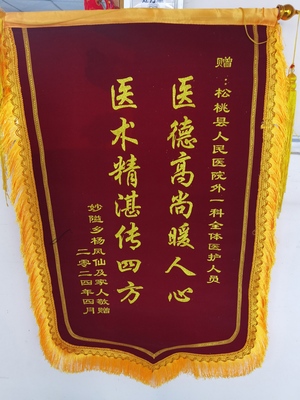 赠：松桃县人民医院外一科全体医护人员
医德高尚暖人心
医术精湛传四方
妙隘乡杨凤仙及家人敬赠
二零二四年四月